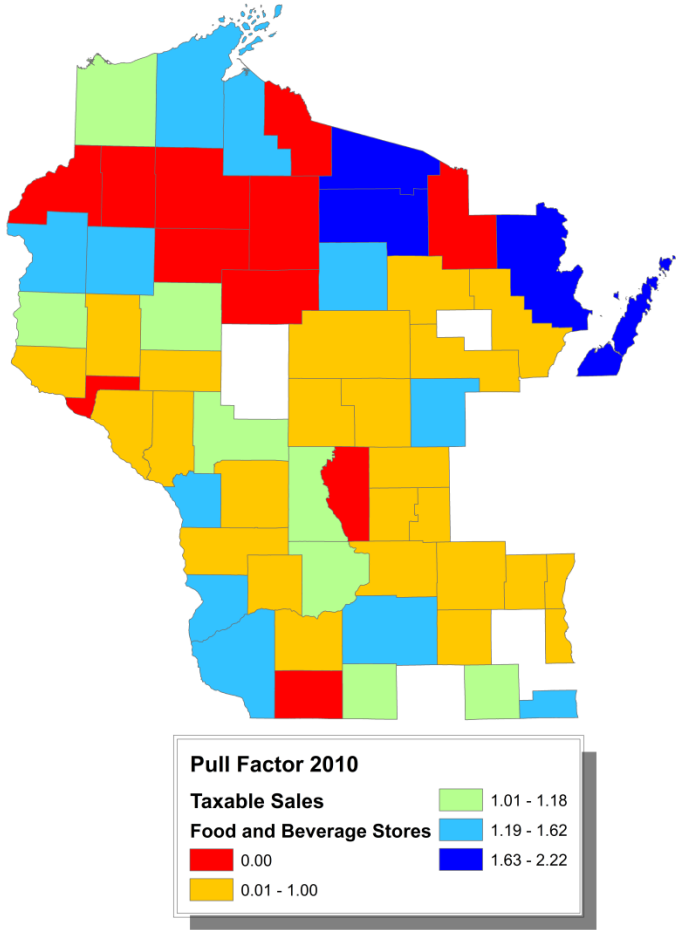 Pull Factor 2010
Taxable Sales
Food and Beverage Stores
0.00
0.01 - 1.00
1.01 - 1.18
1.19 - 1.62
1.63 - 2.22